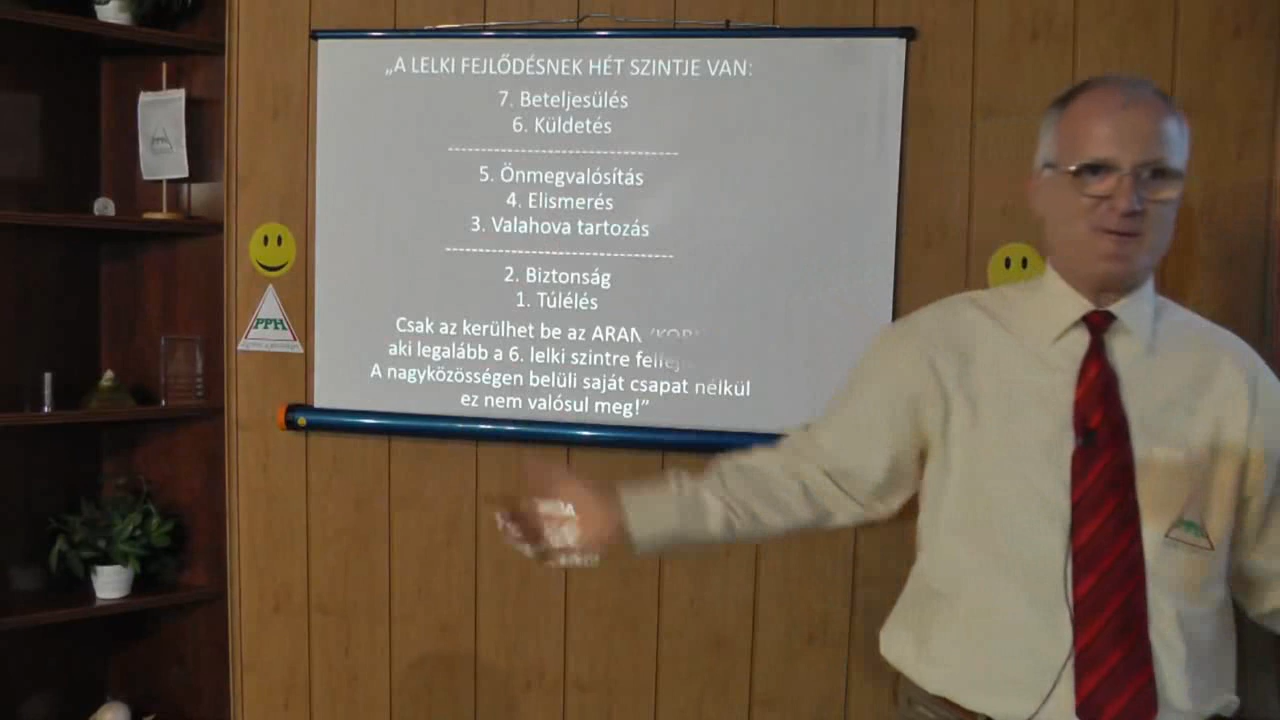 „A LELKI FEJLŐDÉSNEK HÉT SZINTJE VAN:
7. Beteljesülés
6. Küldetés
-----------------------------
5. Önmegvalósítás
4. Elismerés
3. Valahova tartozás
-----------------------------
2. Biztonság
1. Túlélés
Csak az kerülhet be az
aki legalább a 6. lelki szintre
A nagyközösségen belüli saját csapat nélkül
ez nem valósul meg!”
PPH